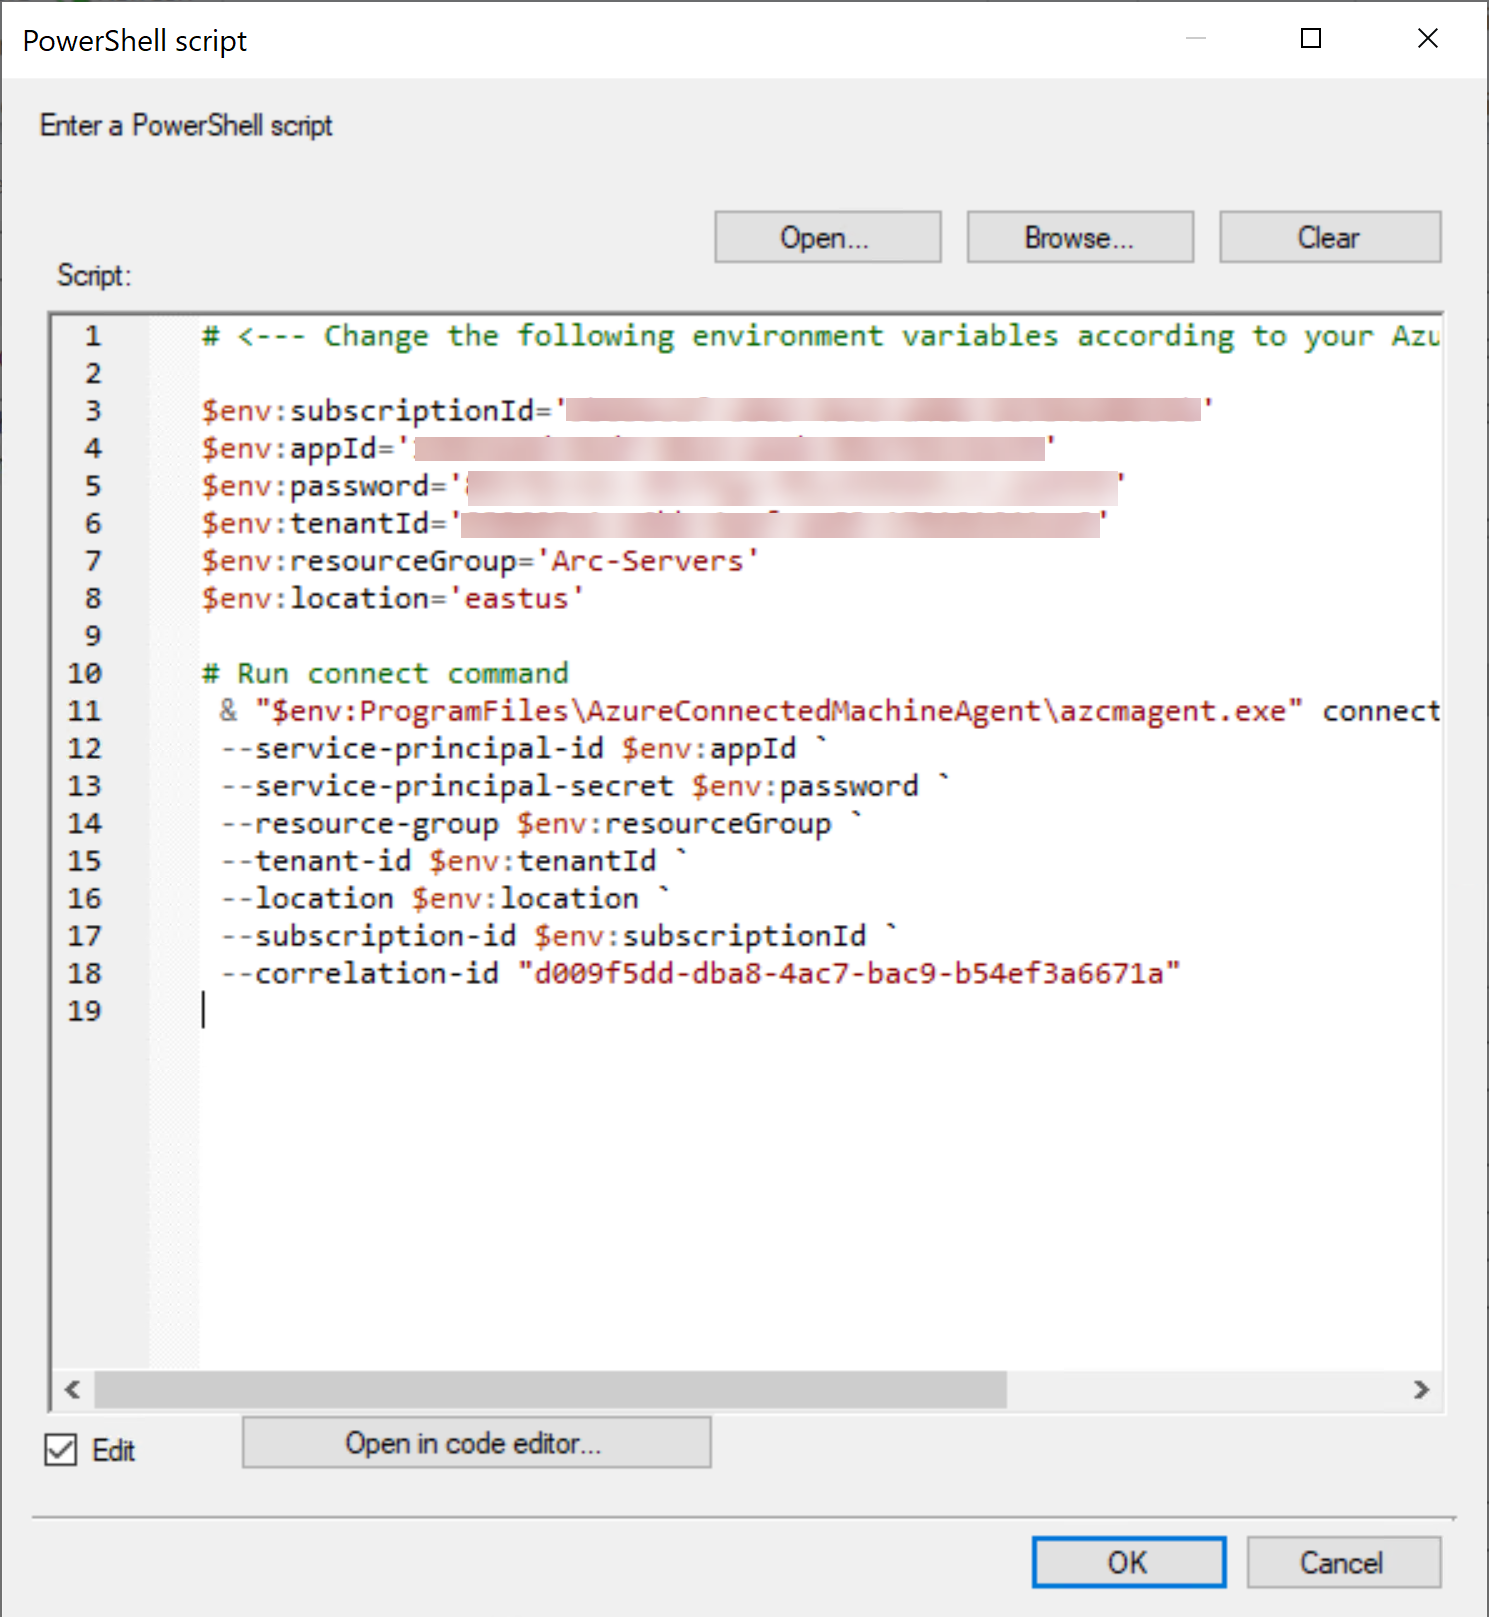 PowerShell script
Enter a PowerShell script
Open... Browse... Clear
Script:
1 # <--- Change the following environment variables according to your Azu
2
3 $env:subscriptionId=' '
4 $env:appId=' '
5 $env:password=' '
6 $env:tenantId=' '
7 $env:resourceGroup='Arc-Servers'
8 $env:location='eastus'
9
10 # Run connect command
11 & "$env:ProgramFiles\AzureConnectedMachineAgent\azcmagent.exe" connect
12 --service-principal-id $env:appId `
13 --service-principal-secret $env:password `
14 --resource-group $env:resourceGroup `
15 --tenant-id $env:tenantId `
16 --location $env:location `
17 --subscription-id $env:subscriptionId `
18 --correlation-id "d009f5dd-dba8-4ac7-bac9-b54ef3a6671a"
19
Edit Open in code editor...
OK Cancel